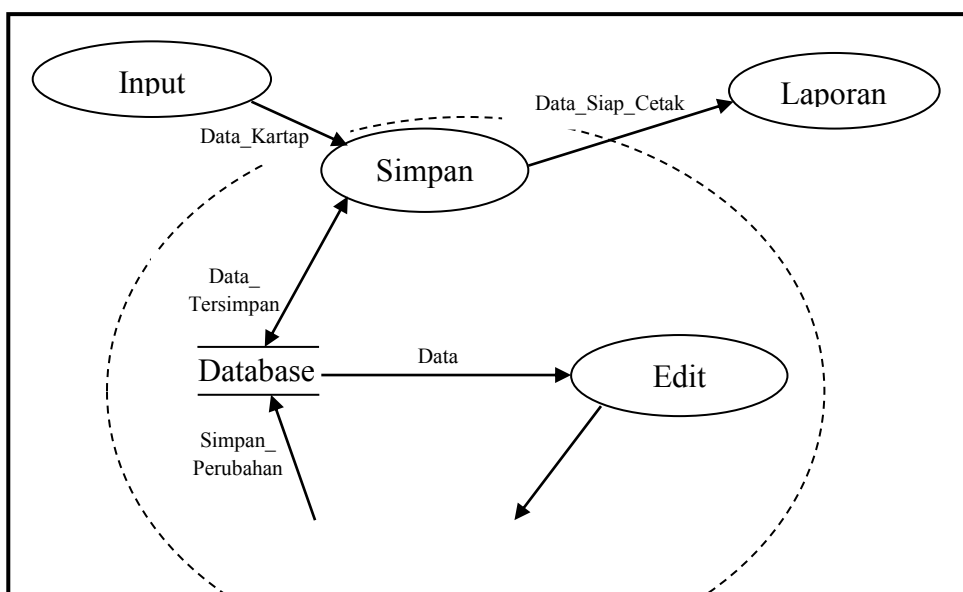 Input
Data_Siap_Cetak
Laporan
Data_Kartap
Simpan
Data_
Tersimpan
Database
Data
Edit
Simpan_
Perubahan